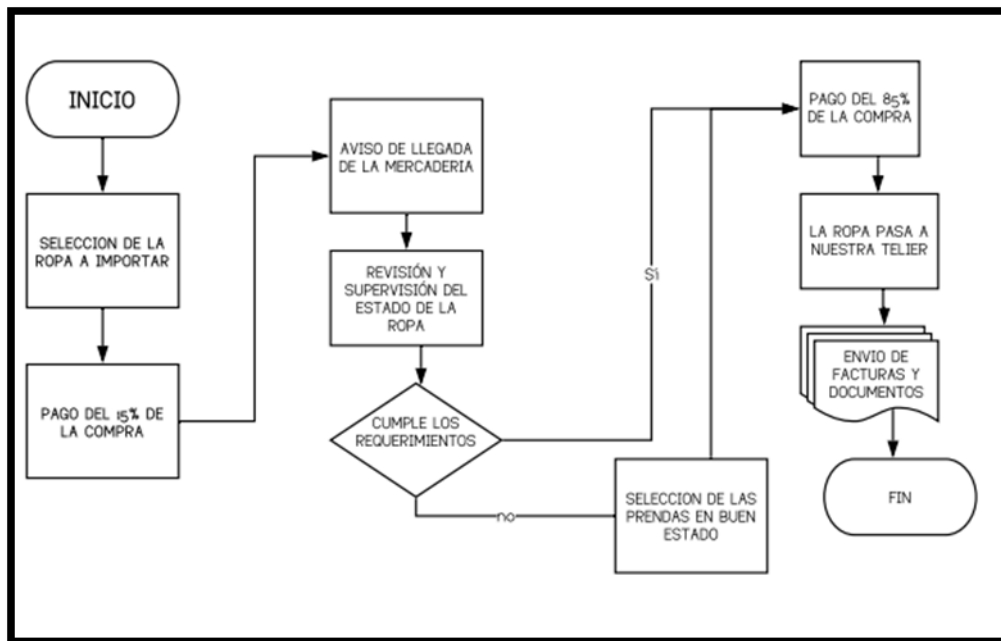 INICIO
SELECCION DE LA
ROPA A IMPORTAR
PAGO DEL 15% DE
LA COMPRA
AVISO DE LLEGADA
DE LA MERCADERIA
REVISIÓN Y
SUPERVISIÓN DEL
ESTADO DE LA
ROPA
CUMPLE LOS
REQUERIMIENTOS
Sí
no
SELECCION DE LAS
PRENDAS EN BUEN
ESTADO
PAGO DEL 85%
DE LA COMPRA
LA ROPA PASA A
NUESTRA TELIER
ENVIO DE
FACTURAS Y
DOCUMENTOS
FIN